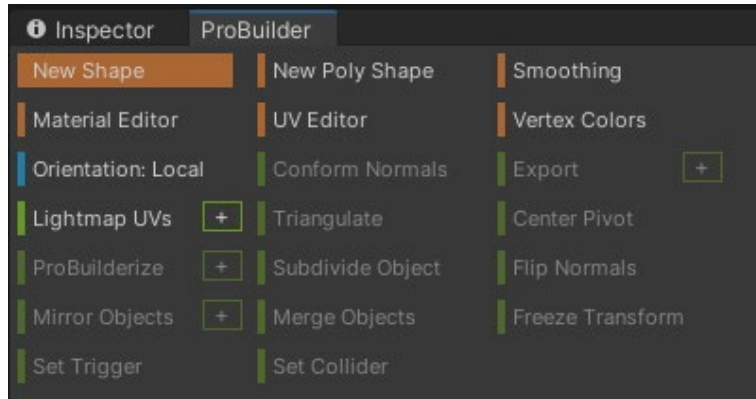 Inspector ProBuilder
New Shape New Poly Shape Smoothing
Material Editor UV Editor Vertex Colors
Orientation: Local Conform Normals Export +
Lightmap UVs + Triangulate Center Pivot
ProBuilderize + Subdivide Object Flip Normals
Mirror Objects + Merge Objects Freeze Transform
Set Trigger Set Collider